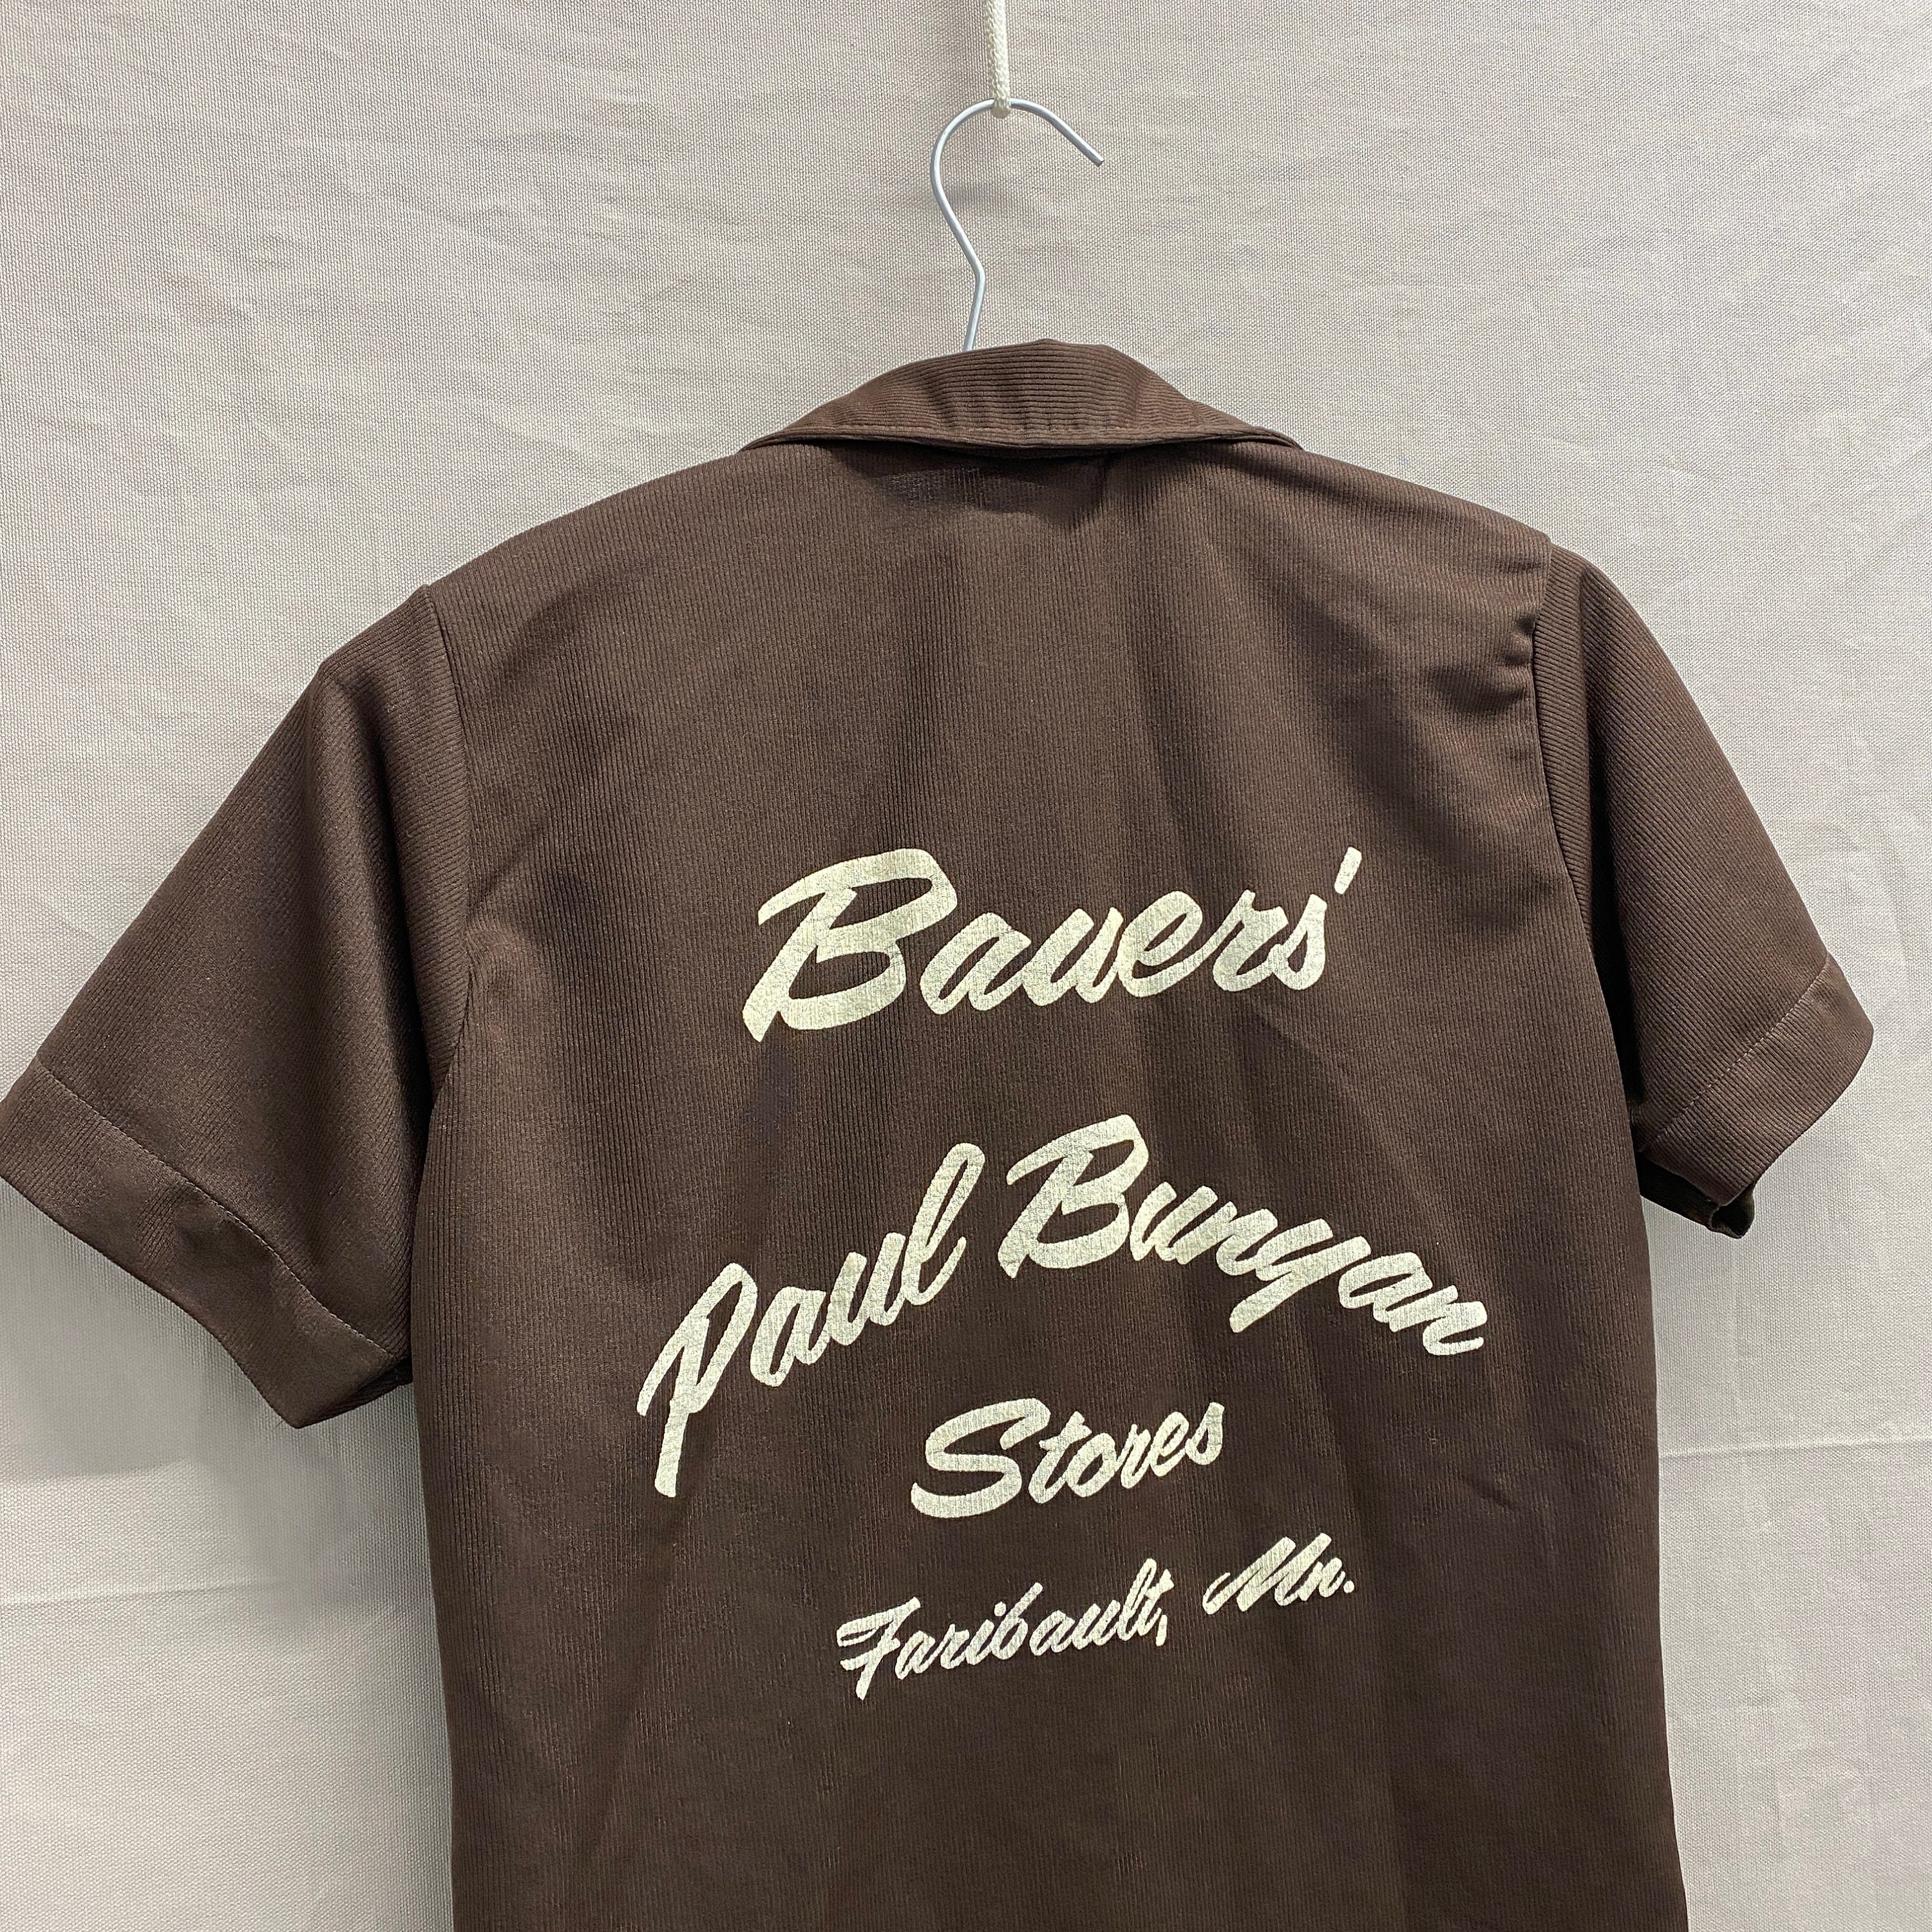 Bauers'
Paul Bunyan
Stores
Faribault, Mn.